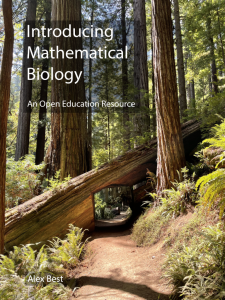 Introducing
Mathematical
Biology
An Open Education Resource
Alex Best